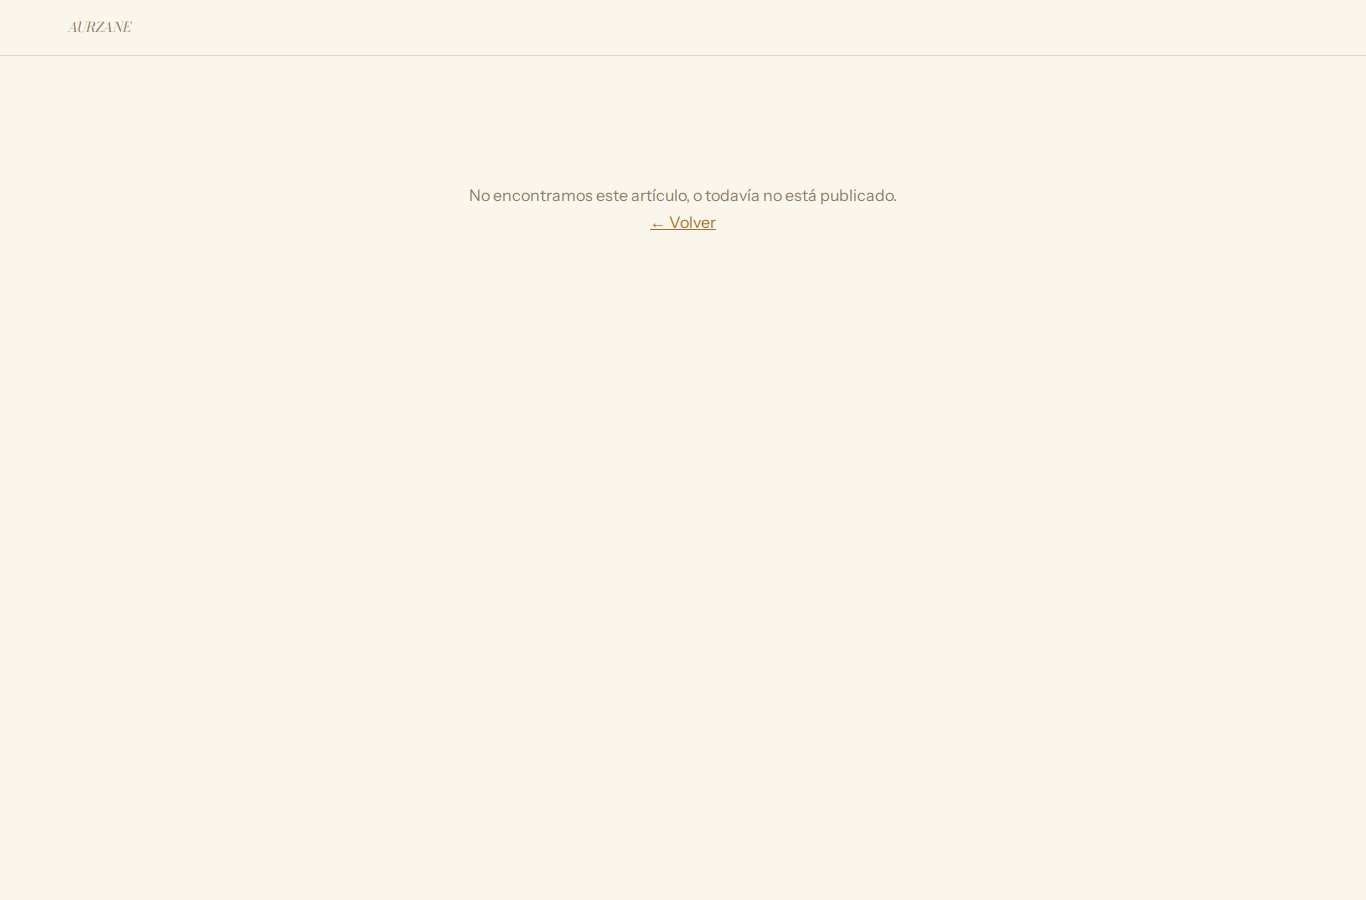 AURZANE
No encontramos este artículo, o todavía no está publicado.
← Volver